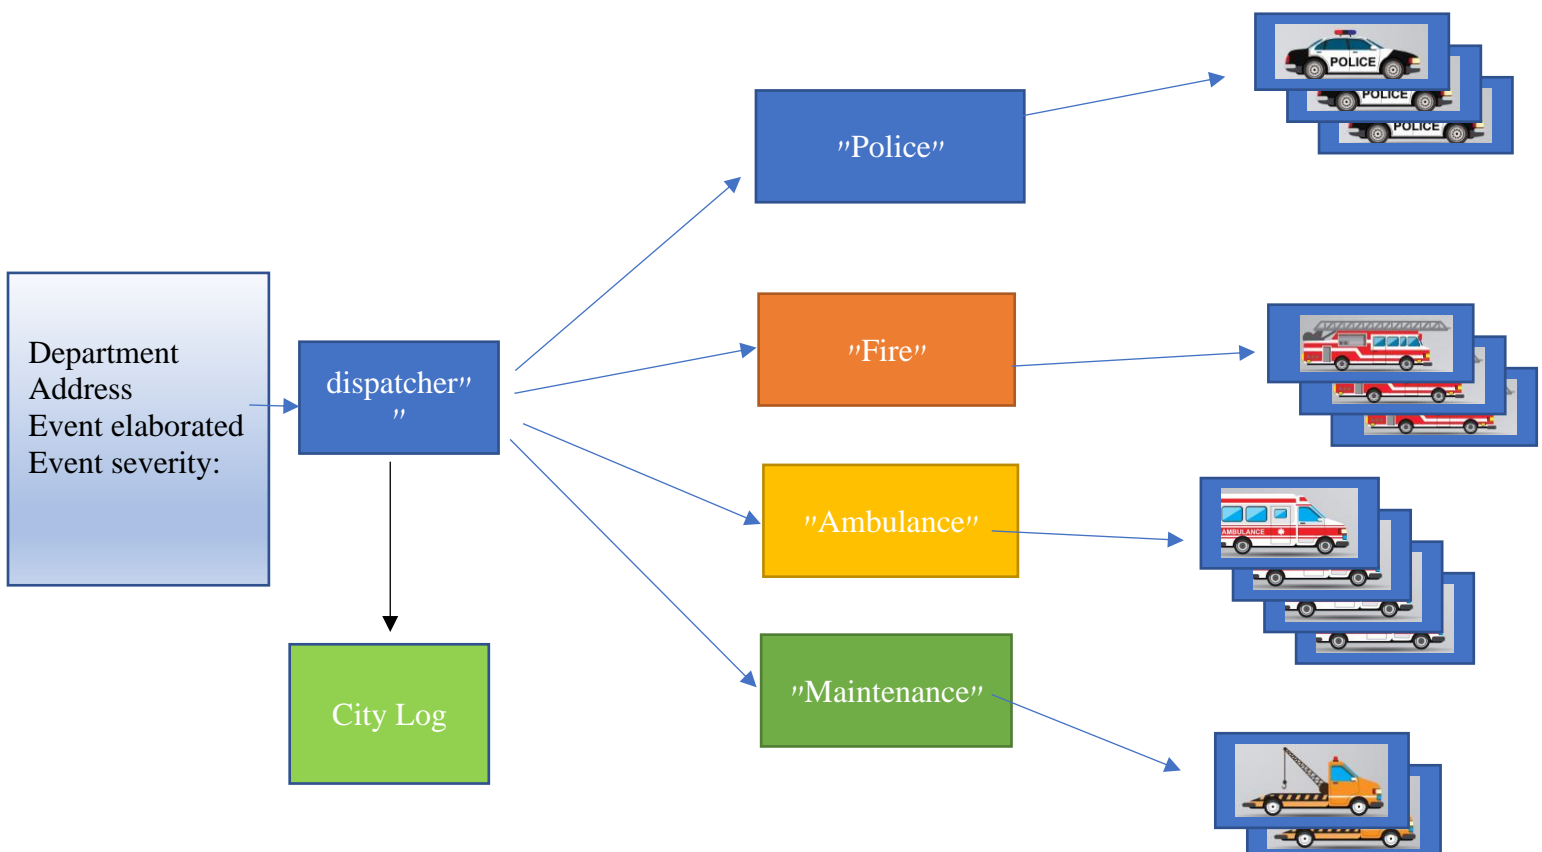 POLICE
POLICE
POLICE
"Police"
Department
Address
Event elaborated
Event severity:
dispatcher"
"
"Fire"
"Ambulance"
AMBULANCE
"Maintenance"
City Log